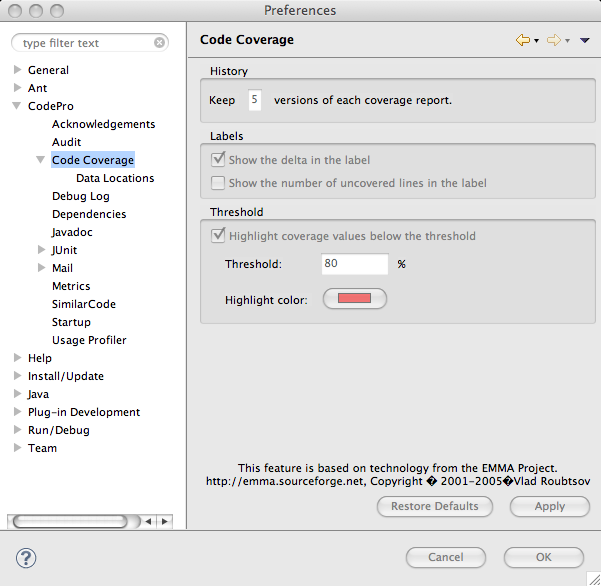 Preferences
type filter text
General
Ant
CodePro
Acknowledgements
Audit
Code Coverage
Data Locations
Debug Log
Dependencies
Javadoc
JUnit
Mail
Metrics
SimilarCode
Startup
Usage Profiler
Help
Install/Update
Java
Plug-in Development
Run/Debug
Team
Code Coverage
History
Keep 5 versions of each coverage report.
Labels
Show the delta in the label
Show the number of uncovered lines in the label
Threshold
Highlight coverage values below the threshold
Threshold: 80 %
Highlight color:
This feature is based on technology from the EMMA Project.
http://emma.sourceforge.net, Copyright � 2001-2005�Vlad Roubtsov
Restore Defaults Apply
? Cancel OK